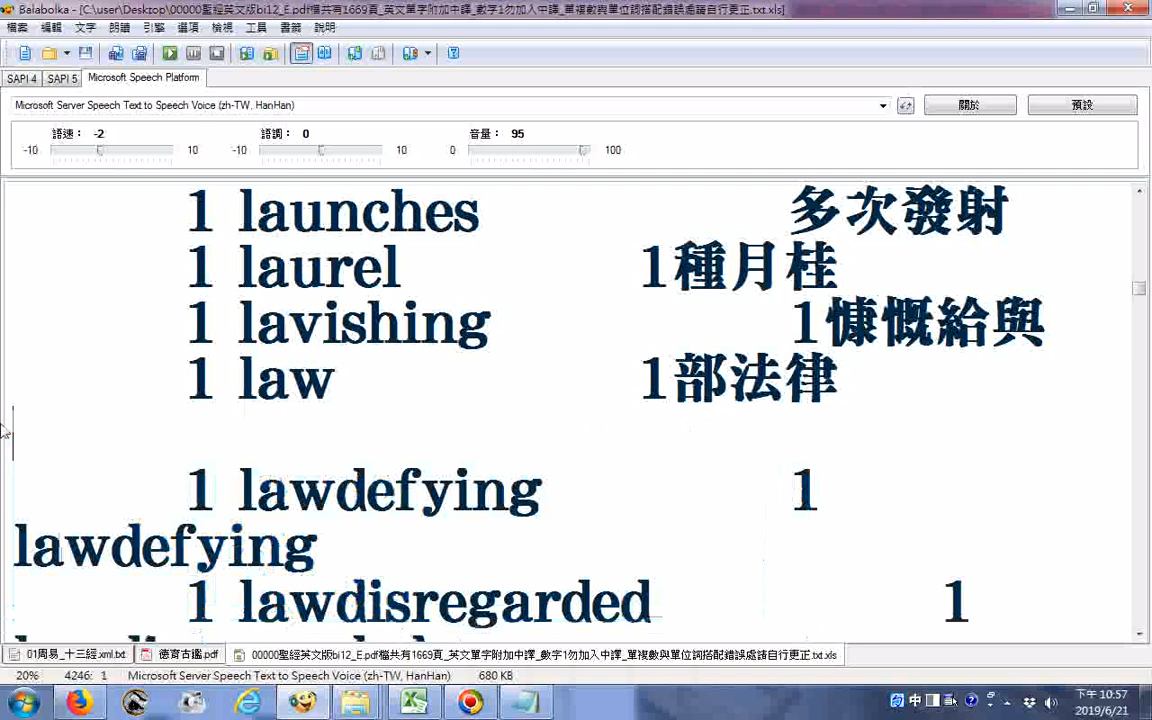 Balabolka - [C:\user\Desktop\00000聖經英文版bi12_E.pdf檔共有1669頁_英文單字附加中譯_數字1勿加入中譯_單複數與單位詞搭配錯誤處請自行更正.txt.xls]
檔案 編輯 文字 朗讀 引擎 選項 檢視 工具 書籤 說明
SAPI 4 SAPI 5 Microsoft Speech Platform
Microsoft Server Speech Text to Speech Voice (zh-TW, HanHan) 關於 預設
語速: -2 語調: 0 音量: 95
-10 10 -10 10 0 100
1 launches 多次發射
1 laurel 1種月桂
1 lavishing 1慷慨給與
1 law 1部法律
1 lawdefying 1
lawdefying
1 lawdisregarded 1
01周易_十三經.xml.txt 德育古鑑.pdf 00000聖經英文版bi12_E.pdf檔共有1669頁_英文單字附加中譯_數字1勿加入中譯_單複數與單位詞搭配錯誤處請自行更正.txt.xls
20% 4246: 1 Microsoft Server Speech Text to Speech Voice (zh-TW, HanHan) 680 KB
中 下午 10:57
2019/6/21